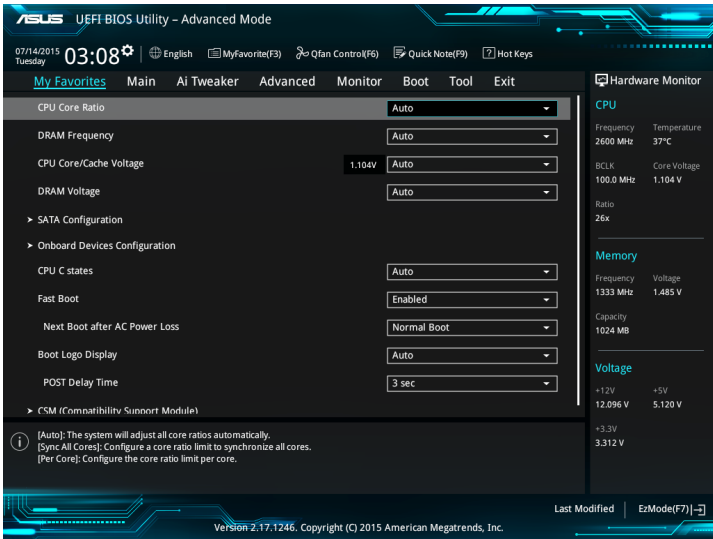 ASUS UEFI BIOS Utility – Advanced Mode
07/14/2015
Tuesday
03:08
English
MyFavorite(F3)
Qfan Control(F6)
Quick Note(F9)
? Hot Keys
My Favorites
Main
Ai Tweaker
Advanced
Monitor
Boot
Tool
Exit
CPU Core Ratio
Auto
DRAM Frequency
Auto
CPU Core/Cache Voltage
1.104V
Auto
DRAM Voltage
Auto
SATA Configuration
Onboard Devices Configuration
CPU C states
Auto
Fast Boot
Enabled
Next Boot after AC Power Loss
Normal Boot
Boot Logo Display
Auto
POST Delay Time
3 sec
CSM (Compatibility Support Module)
[Auto]: The system will adjust all core ratios automatically.
[Sync All Cores]: Configure a core ratio limit to synchronize all cores.
[Per Core]: Configure the core ratio limit per core.
Hardware Monitor
CPU
Frequency Temperature
2600 MHz 37°C
BCLK Core Voltage
100.0 MHz 1.104 V
Ratio
26x
Memory
Frequency Voltage
1333 MHz 1.485 V
Capacity
1024 MB
Voltage
+12V +5V
12.096 V 5.120 V
+3.3V
3.312 V
Last Modified
EzMode(F7)
Version 2.17.1246. Copyright (C) 2015 American Megatrends, Inc.